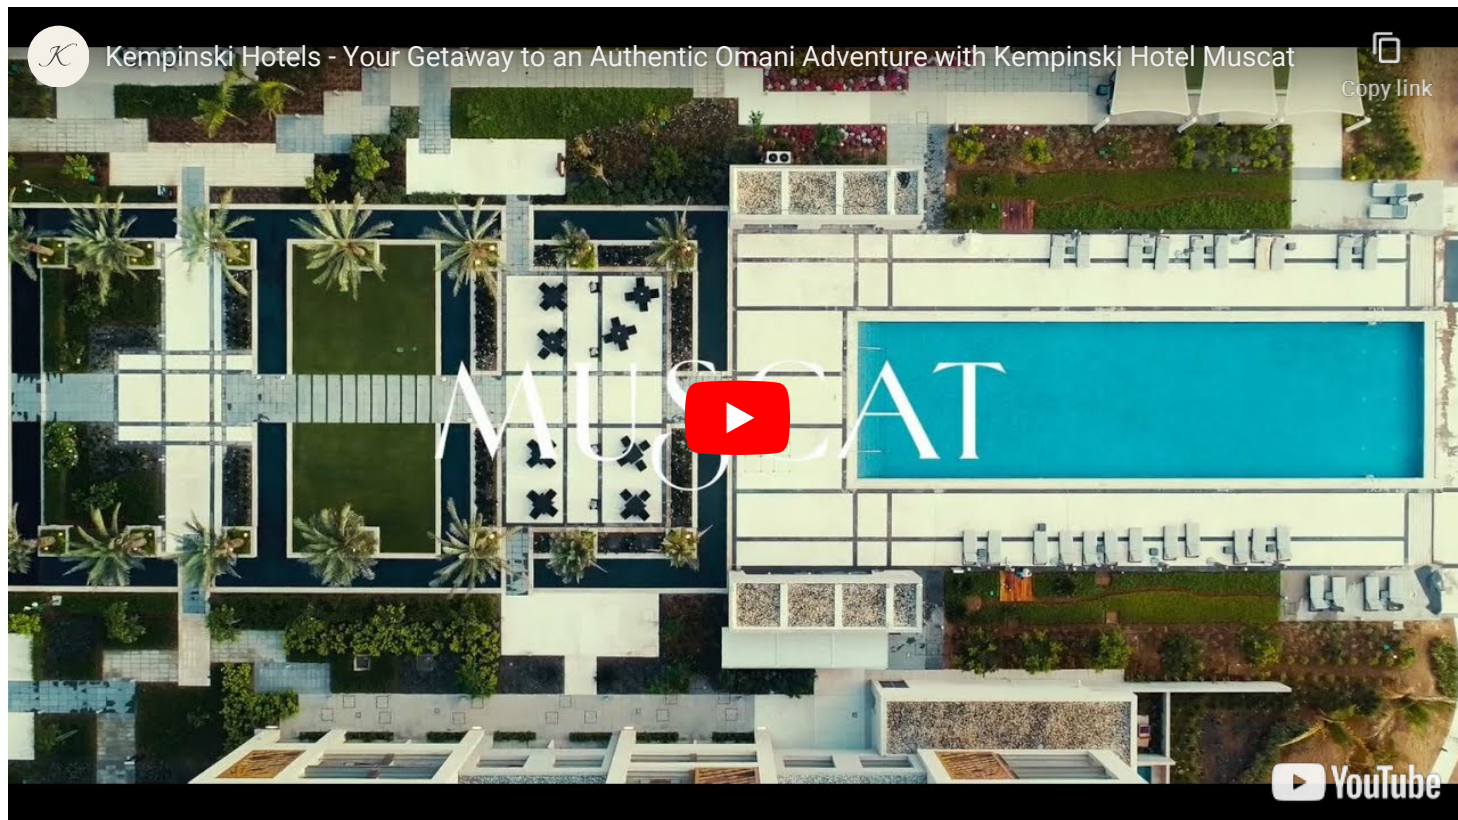 K
Kempinski Hotels - Your Getaway to an Authentic Omani Adventure with Kempinski Hotel Muscat
Copy link
MUSCAT
YouTube